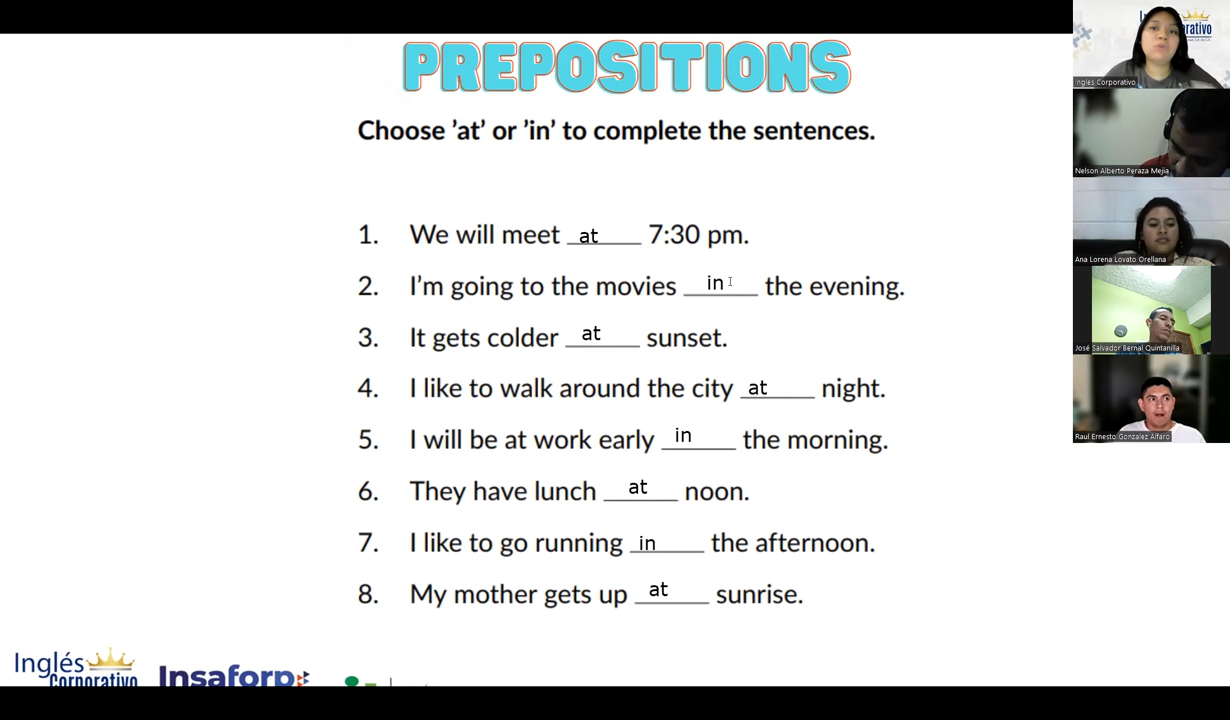 PREPOSITIONS
Choose ’at’ or ’in’ to complete the sentences.
1. We will meet at 7:30 pm.
2. I’m going to the movies in the evening.
3. It gets colder at sunset.
4. I like to walk around the city at night.
5. I will be at work early in the morning.
6. They have lunch at noon.
7. I like to go running in the afternoon.
8. My mother gets up at sunrise.
Inglés
Corporativo
Insaforp
Inglés Corporativo
Nelson Alberto Peraza Mejia
Ana Lorena Lovato Orellana
José Salvador Bernal Quintanilla
Raul Ernesto Gonzalez Alfaro